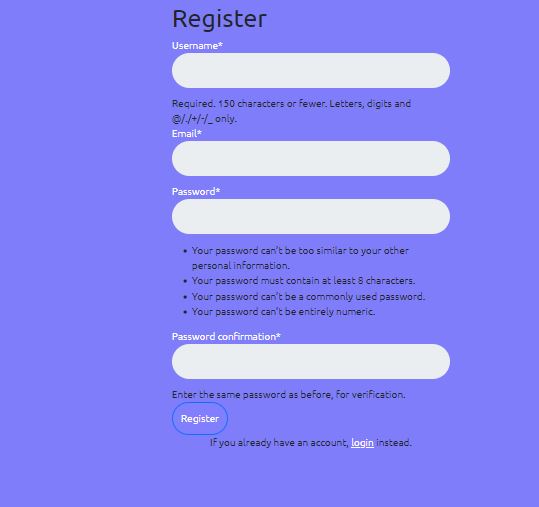 Register
Username*
Required. 150 characters or fewer. Letters, digits and
@/./+/-/_ only.
Email*
Password*
• Your password can't be too similar to your other
personal information.
• Your password must contain at least 8 characters.
• Your password can't be a commonly used password.
• Your password can't be entirely numeric.
Password confirmation*
Enter the same password as before, for verification.
Register
If you already have an account, login instead.